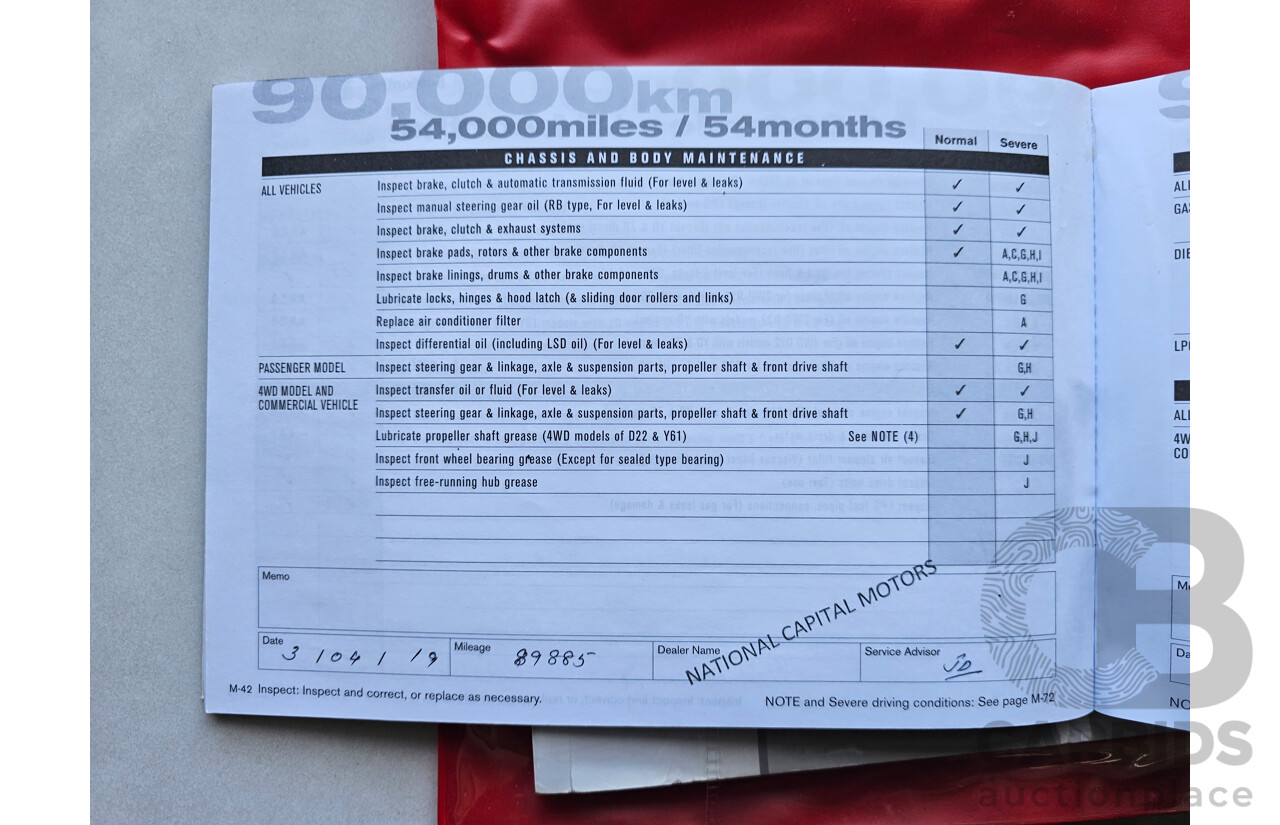 90,000km
54,000miles / 54months
Normal Severe
CHASSIS AND BODY MAINTENANCE
ALL VEHICLES Inspect brake, clutch & automatic transmission fluid (For level & leaks) ✓ ✓
Inspect manual steering gear oil (RB type, For level & leaks) ✓ ✓
Inspect brake, clutch & exhaust systems ✓ ✓
Inspect brake pads, rotors & other brake components ✓ A,C,G,H,I
Inspect brake linings, drums & other brake components A,C,G,H,I
Lubricate locks, hinges & hood latch (& sliding door rollers and links) G
Replace air conditioner filter A
Inspect differential oil (including LSD oil) (For level & leaks) ✓ ✓
PASSENGER MODEL Inspect steering gear & linkage, axle & suspension parts, propeller shaft & front drive shaft G,H
4WD MODEL AND Inspect transfer oil or fluid (For level & leaks) ✓ ✓
COMMERCIAL VEHICLE Inspect steering gear & linkage, axle & suspension parts, propeller shaft & front drive shaft ✓ G,H
Lubricate propeller shaft grease (4WD models of D22 & Y61) See NOTE (4) G,H,J
Inspect front wheel bearing grease (Except for sealed type bearing) J
Inspect free-running hub grease J
Memo
Date 3 / 04 / 19 Mileage 89885 Dealer Name NATIONAL CAPITAL MOTORS Service Advisor
M-42 Inspect: Inspect and correct, or replace as necessary. NOTE and Severe driving conditions: See page M-72
CB
CARBIDS
auctionplace